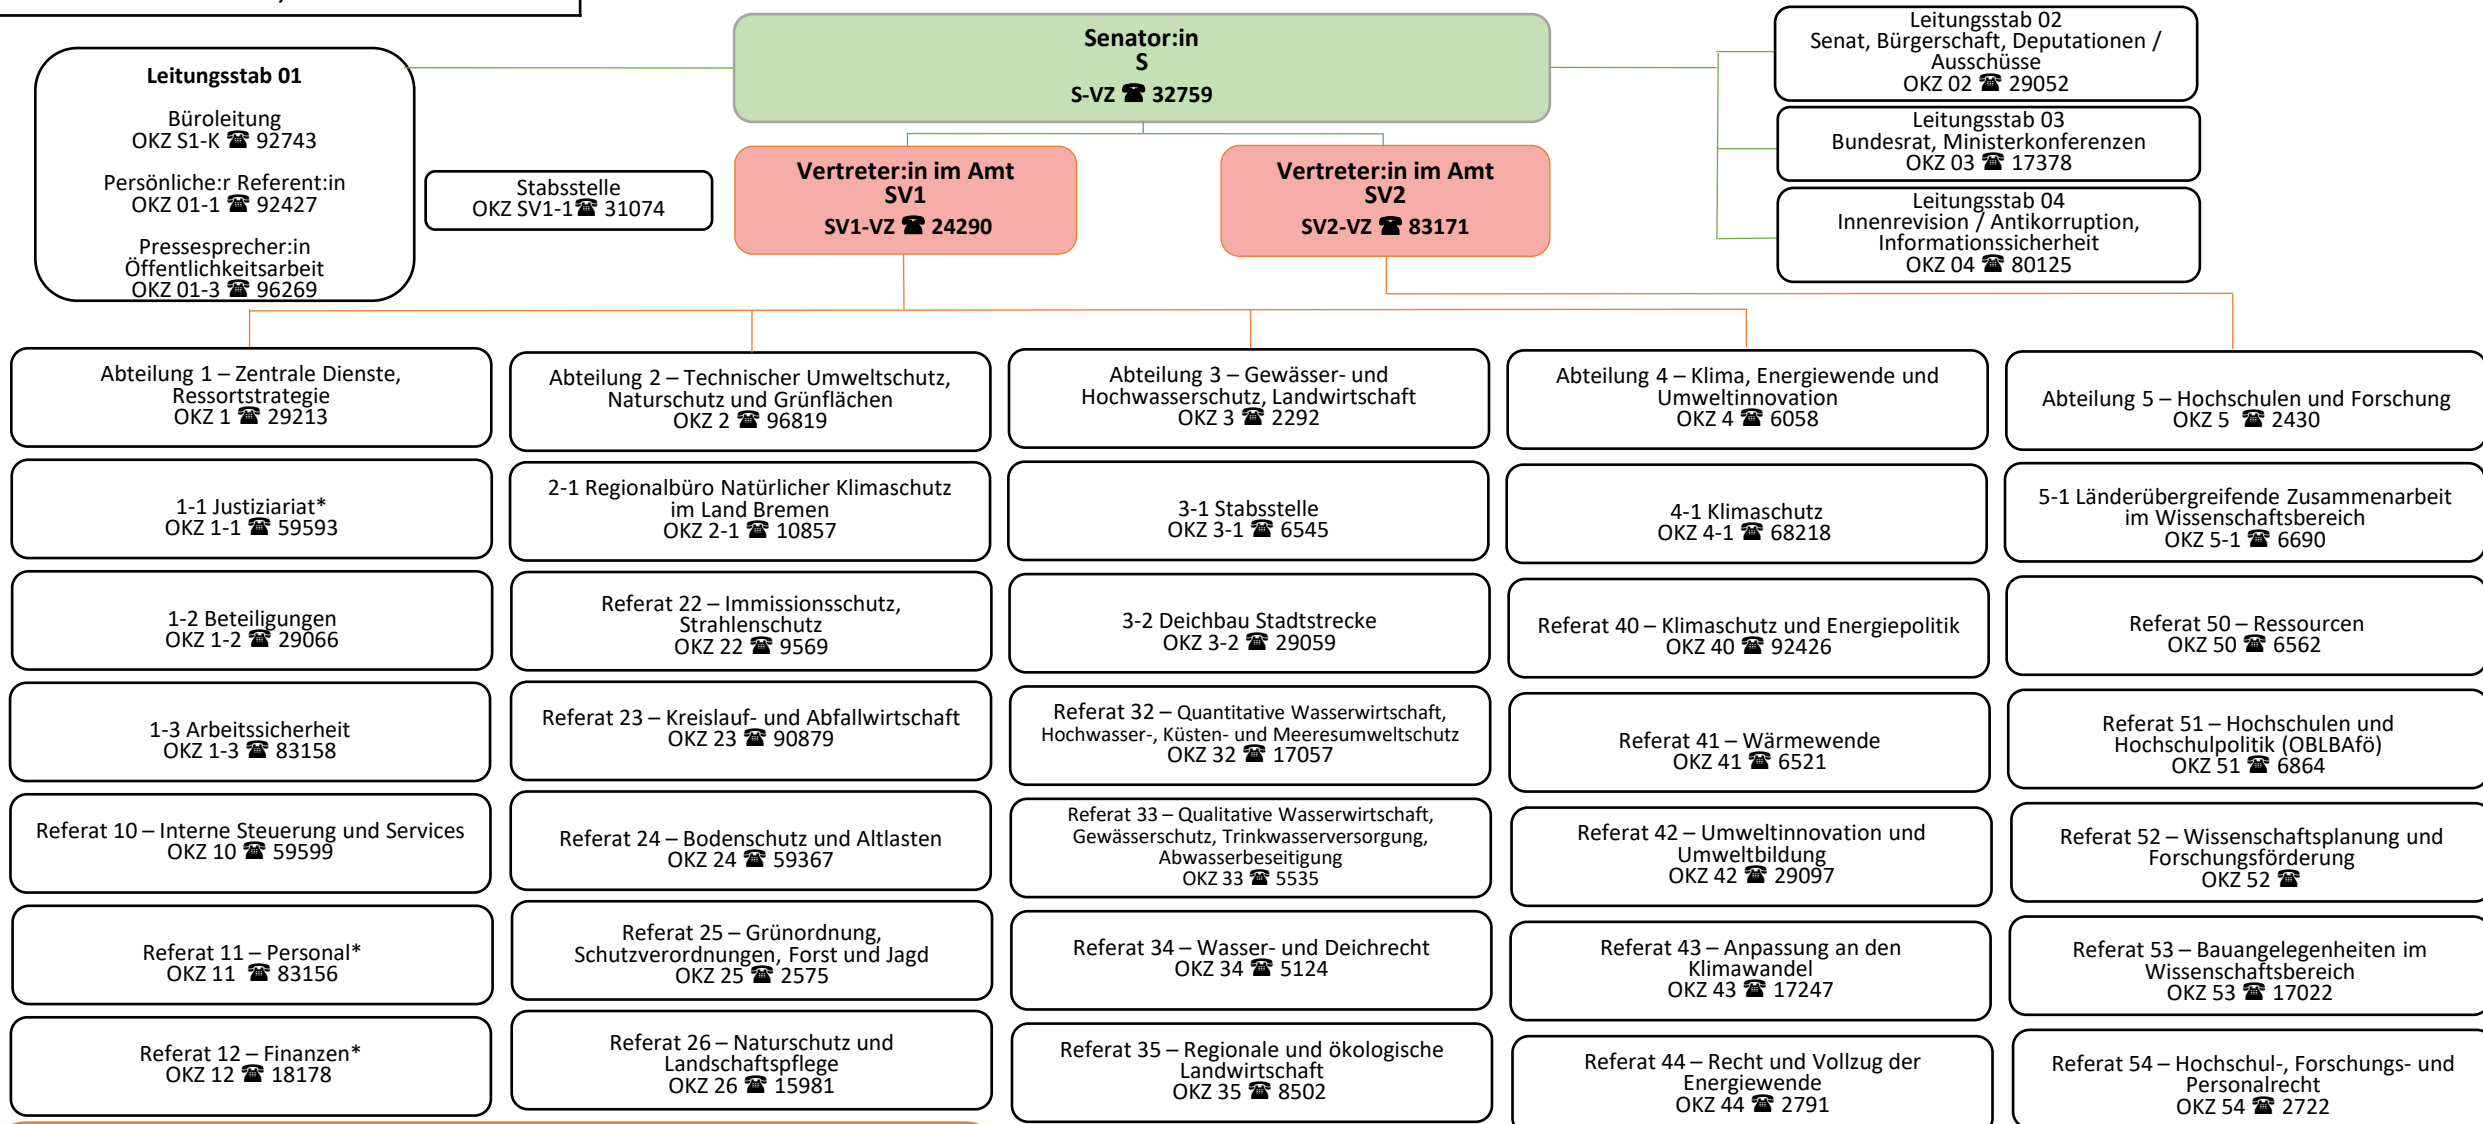 Senator:in
S
S-VZ ☎ 32759
Leitungsstab 01
Büroleitung
OKZ S1-K ☎ 92743
Persönliche:r Referent:in
OKZ 01-1 ☎ 92427
Pressesprecher:in
Öffentlichkeitsarbeit
OKZ 01-3 ☎ 96269
Stabsstelle
OKZ SV1-1☎ 31074
Vertreter:in im Amt
SV1
SV1-VZ ☎ 24290
Vertreter:in im Amt
SV2
SV2-VZ ☎ 83171
Leitungsstab 02
Senat, Bürgerschaft, Deputationen /
Ausschüsse
OKZ 02 ☎ 29052
Leitungsstab 03
Bundesrat, Ministerkonferenzen
OKZ 03 ☎ 17378
Leitungsstab 04
Innenrevision / Antikorruption,
Informationssicherheit
OKZ 04 ☎ 80125
Abteilung 1 – Zentrale Dienste,
Ressortstrategie
OKZ 1 ☎ 29213
1-1 Justiziariat*
OKZ 1-1 ☎ 59593
1-2 Beteiligungen
OKZ 1-2 ☎ 29066
1-3 Arbeitssicherheit
OKZ 1-3 ☎ 83158
Referat 10 – Interne Steuerung und Services
OKZ 10 ☎ 59599
Referat 11 – Personal*
OKZ 11 ☎ 83156
Referat 12 – Finanzen*
OKZ 12 ☎ 18178
Abteilung 2 – Technischer Umweltschutz,
Naturschutz und Grünflächen
OKZ 2 ☎ 96819
2-1 Regionalbüro Natürlicher Klimaschutz
im Land Bremen
OKZ 2-1 ☎ 10857
Referat 22 – Immissionsschutz,
Strahlenschutz
OKZ 22 ☎ 9569
Referat 23 – Kreislauf- und Abfallwirtschaft
OKZ 23 ☎ 90879
Referat 24 – Bodenschutz und Altlasten
OKZ 24 ☎ 59367
Referat 25 – Grünordnung,
Schutzverordnungen, Forst und Jagd
OKZ 25 ☎ 2575
Referat 26 – Naturschutz und
Landschaftspflege
OKZ 26 ☎ 15981
Abteilung 3 – Gewässer- und
Hochwasserschutz, Landwirtschaft
OKZ 3 ☎ 2292
3-1 Stabsstelle
OKZ 3-1 ☎ 6545
3-2 Deichbau Stadtstrecke
OKZ 3-2 ☎ 29059
Referat 32 – Quantitative Wasserwirtschaft,
Hochwasser-, Küsten- und Meeresumweltschutz
OKZ 32 ☎ 17057
Referat 33 – Qualitative Wasserwirtschaft,
Gewässerschutz, Trinkwasserversorgung,
Abwasserbeseitigung
OKZ 33 ☎ 5535
Referat 34 – Wasser- und Deichrecht
OKZ 34 ☎ 5124
Referat 35 – Regionale und ökologische
Landwirtschaft
OKZ 35 ☎ 8502
Abteilung 4 – Klima, Energiewende und
Umweltinnovation
OKZ 4 ☎ 6058
4-1 Klimaschutz
OKZ 4-1 ☎ 68218
Referat 40 – Klimaschutz und Energiepolitik
OKZ 40 ☎ 92426
Referat 41 – Wärmewende
OKZ 41 ☎ 6521
Referat 42 – Umweltinnovation und
Umweltbildung
OKZ 42 ☎ 29097
Referat 43 – Anpassung an den
Klimawandel
OKZ 43 ☎ 17247
Referat 44 – Recht und Vollzug der
Energiewende
OKZ 44 ☎ 2791
Abteilung 5 – Hochschulen und Forschung
OKZ 5 ☎ 2430
5-1 Länderübergreifende Zusammenarbeit
im Wissenschaftsbereich
OKZ 5-1 ☎ 6690
Referat 50 – Ressourcen
OKZ 50 ☎ 6562
Referat 51 – Hochschulen und
Hochschulpolitik (OBLBAfö)
OKZ 51 ☎ 6864
Referat 52 – Wissenschaftsplanung und
Forschungsförderung
OKZ 52 ☎
Referat 53 – Bauangelegenheiten im
Wissenschaftsbereich
OKZ 53 ☎ 17022
Referat 54 – Hochschul-, Forschungs- und
Personalrecht
OKZ 54 ☎ 2722